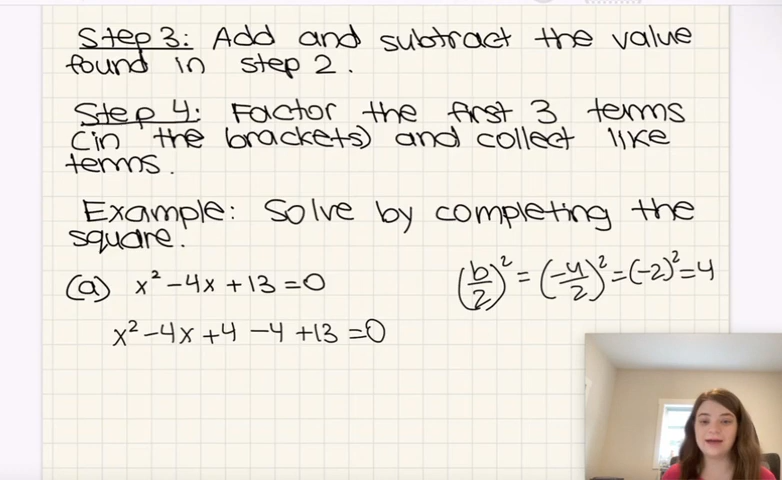 Step 3: Add and subtract the value
found in step 2.
Step 4: Factor the first 3 terms
(in the brackets) and collect like
terms.
Example: Solve by completing the
square.
(a) x² - 4x + 13 = 0
(b/2)² = (-4/2)² = (-2)² = 4
x² - 4x + 4 - 4 + 13 = 0